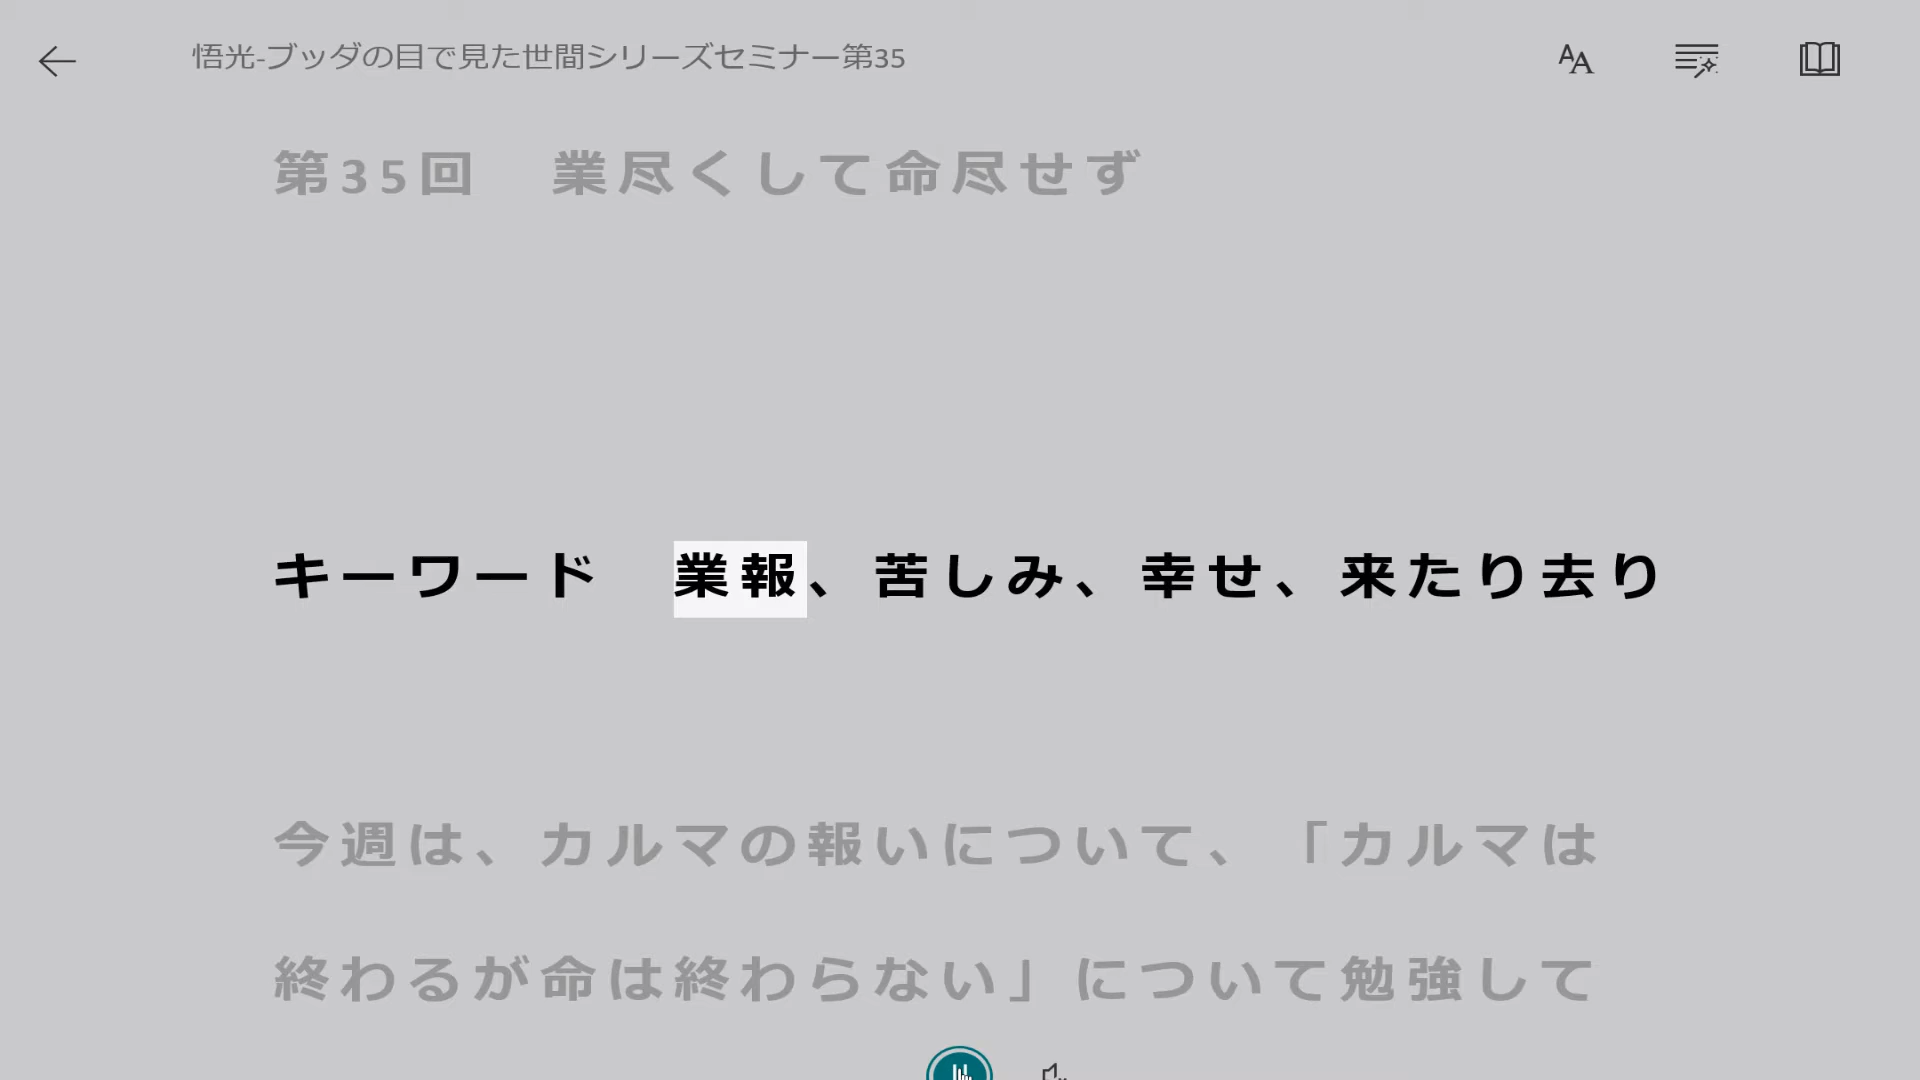 悟光-ブッダの目で見た世間シリーズセミナー第35
第35回　業尽くして命尽せず
キーワード　業報、苦しみ、幸せ、来たり去り
今週は、カルマの報いについて、「カルマは
終わるが命は終わらない」について勉強して